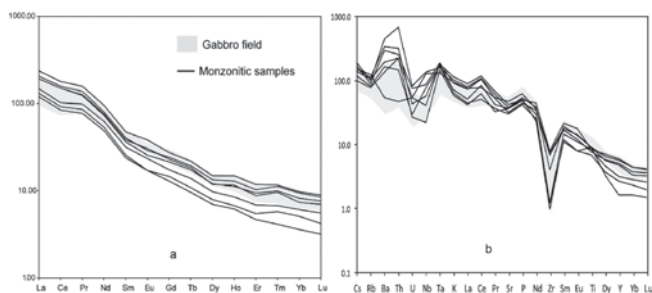 1000.00
100.00
10.00
1.00
Gabbro field
Monzonitic samples
a
La Ce Pr Nd Sm Eu Gd Tb Dy Ho Er Tm Yb Lu
1000.0
100.0
10.0
1.0
0.1
b
Cs Rb Ba Th U Nb Ta K La Ce Pr Sr P Nd Zr Sm Eu Ti Dy Y Yb Lu